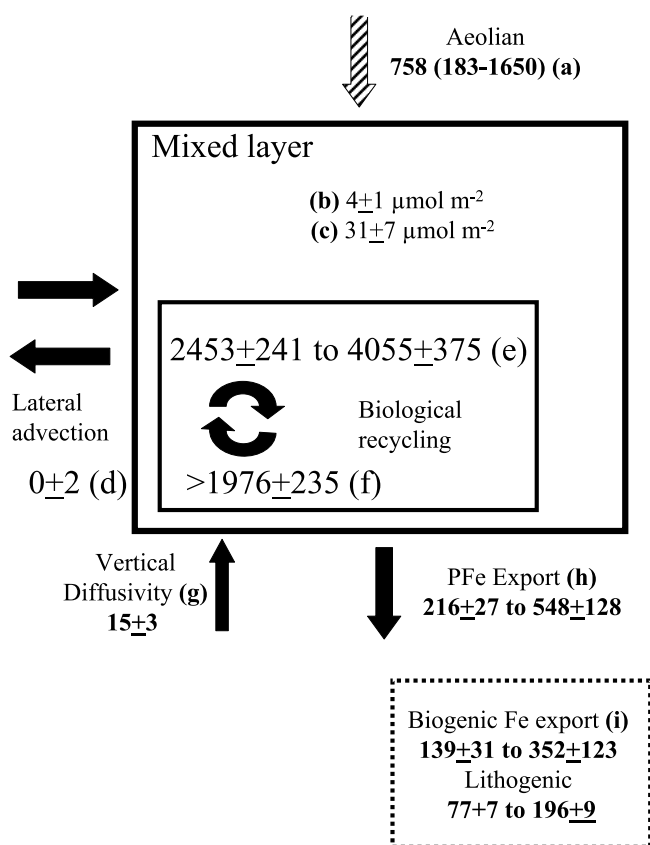 Aeolian
758 (183-1650) (a)
Mixed layer
(b) 4±1 µmol m-2
(c) 31±7 µmol m-2
2453±241 to 4055±375 (e)
Biological
recycling
>1976±235 (f)
Lateral
advection
0±2 (d)
Vertical
Diffusivity (g)
15±3
PFe Export (h)
216±27 to 548±128
Biogenic Fe export (i)
139±31 to 352±123
Lithogenic
77+7 to 196±9